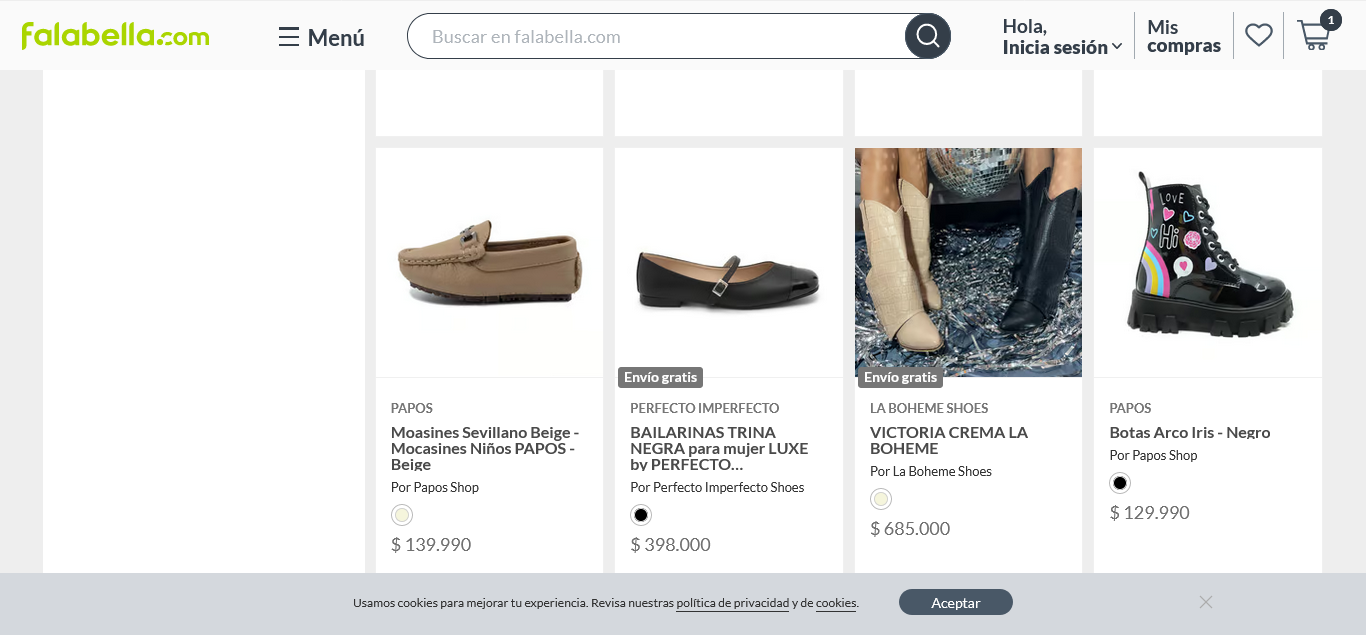 falabella.com
Menú
Buscar en falabella.com
Hola,
Inicia sesión
Mis
compras
1
LOVE
Hi
Envío gratis
Envío gratis
PAPOS
Moasines Sevillano Beige -
Mocasines Niños PAPOS -
Beige
Por Papos Shop
$ 139.990
PERFECTO IMPERFECTO
BAILARINAS TRINA
NEGRA para mujer LUXE
by PERFECTO...
Por Perfecto Imperfecto Shoes
$ 398.000
LA BOHEME SHOES
VICTORIA CREMA LA
BOHEME
Por La Boheme Shoes
$ 685.000
PAPOS
Botas Arco Iris - Negro
Por Papos Shop
$ 129.990
Usamos cookies para mejorar tu experiencia. Revisa nuestras política de privacidad y de cookies.
Aceptar